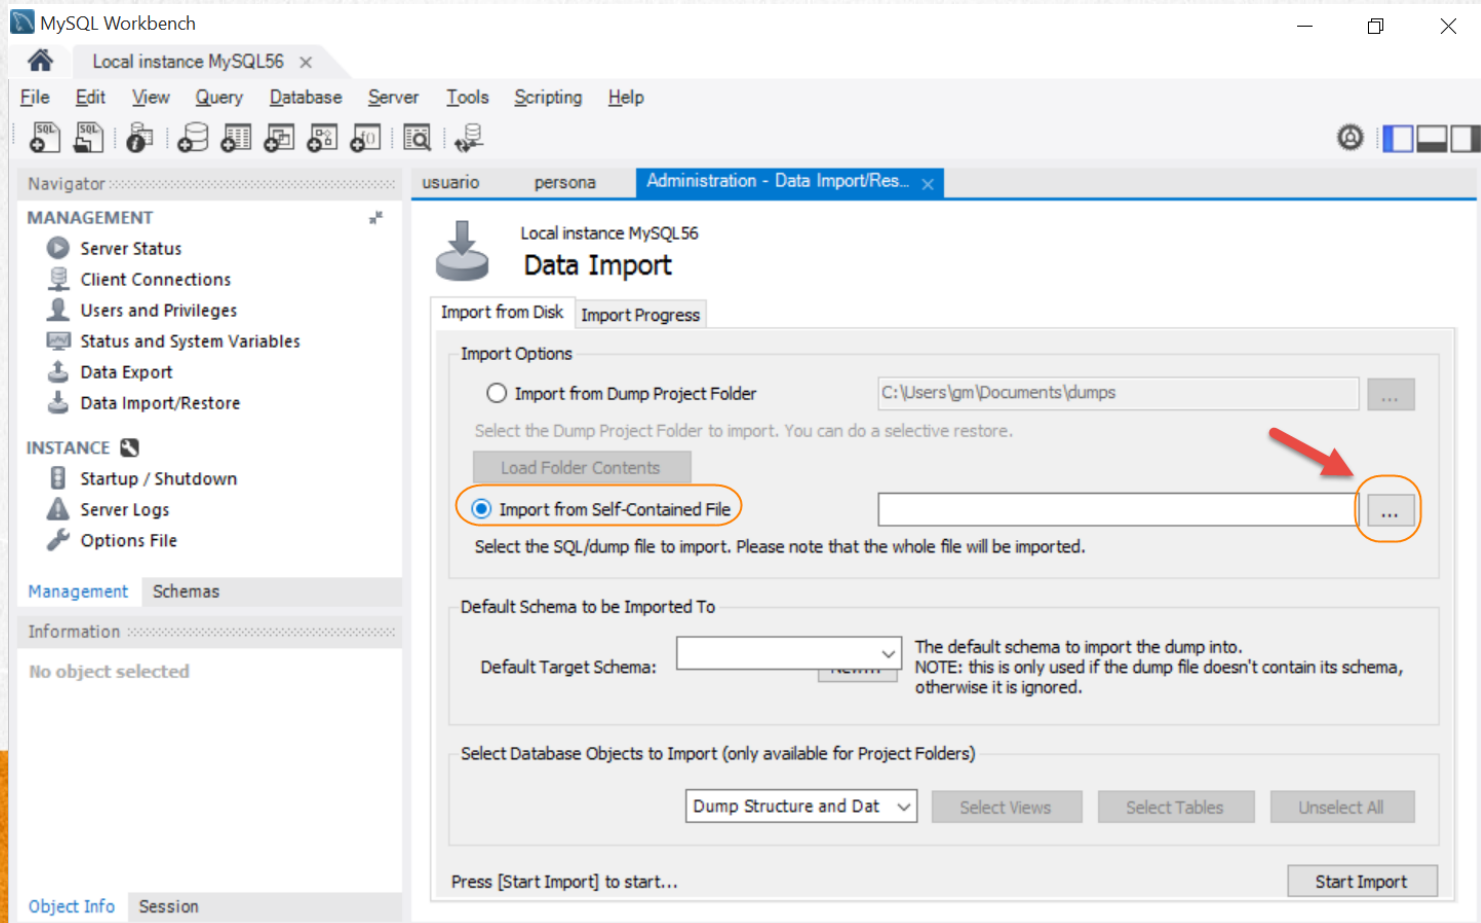 MySQL Workbench
Local instance MySQL56
File Edit View Query Database Server Tools Scripting Help
Navigator
MANAGEMENT
Server Status
Client Connections
Users and Privileges
Status and System Variables
Data Export
Data Import/Restore
INSTANCE
Startup / Shutdown
Server Logs
Options File
Management Schemas
Information
No object selected
Object Info Session
usuario persona Administration - Data Import/Res...
Local instance MySQL56
Data Import
Import from Disk Import Progress
Import Options
Import from Dump Project Folder C:\Users\gm\Documents\dumps ...
Select the Dump Project Folder to import. You can do a selective restore.
Load Folder Contents
Import from Self-Contained File ...
Select the SQL/dump file to import. Please note that the whole file will be imported.
Default Schema to be Imported To
Default Target Schema:
The default schema to import the dump into.
NOTE: this is only used if the dump file doesn't contain its schema,
otherwise it is ignored.
Select Database Objects to Import (only available for Project Folders)
Dump Structure and Dat Select Views Select Tables Unselect All
Press [Start Import] to start... Start Import